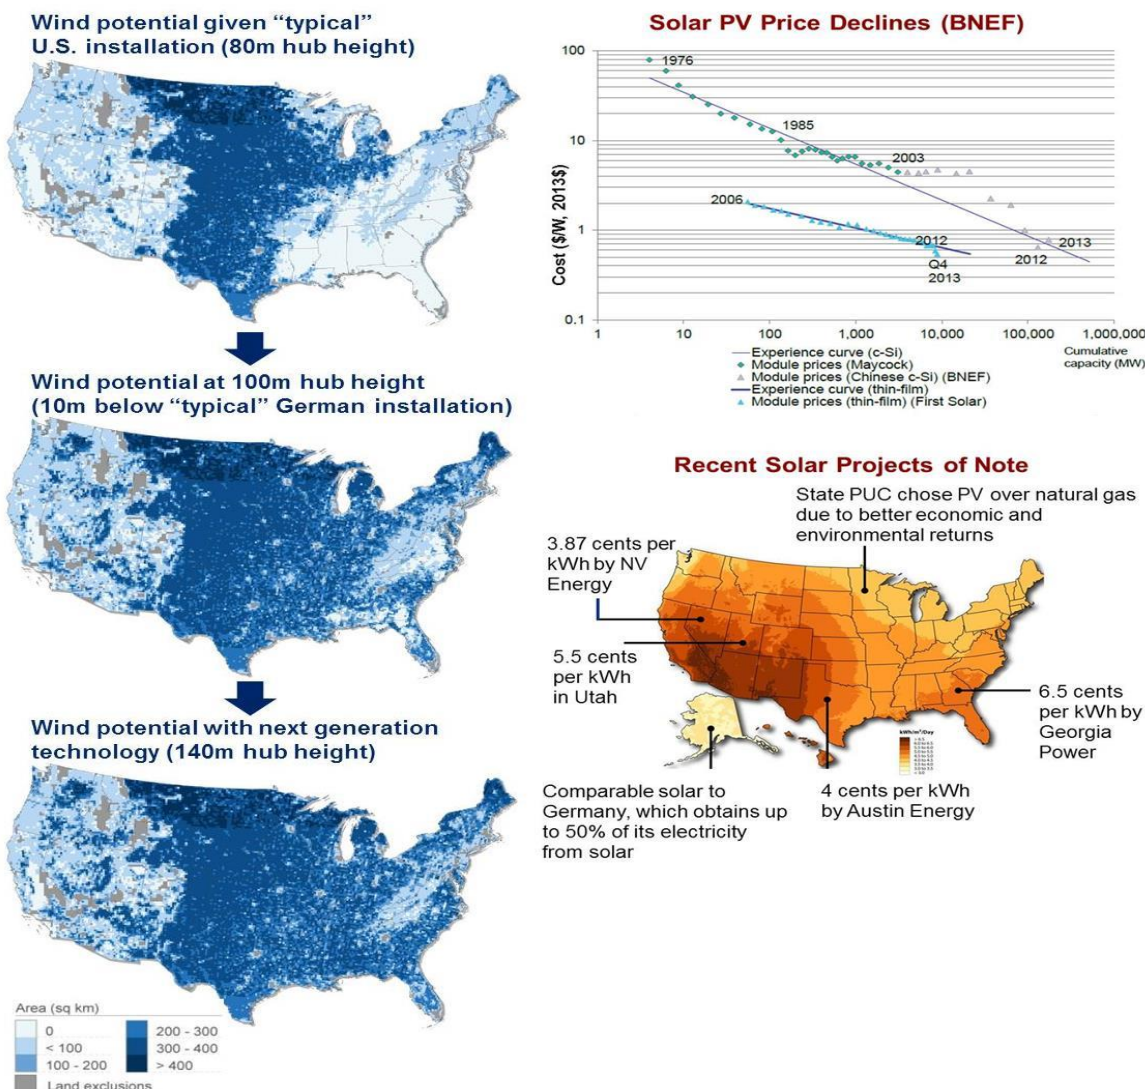 Wind potential given “typical”
U.S. installation (80m hub height)
Wind potential at 100m hub height
(10m below “typical” German installation)
Wind potential with next generation
technology (140m hub height)
Area (sq km)
0
< 100
100 - 200
200 - 300
300 - 400
> 400
Land exclusions
Solar PV Price Declines (BNEF)
Cost ($/W, 2013$)
100
10
1
0.1
1976
1985
2003
2006
2012
Q4
2013
2013
2012
1
10
100
1,000
10,000
100,000
1,000,000
Cumulative
capacity (MW)
Experience curve (c-Si)
Module prices (Maycock)
Module prices (Chinese c-Si) (BNEF)
Experience curve (thin-film)
Module prices (thin-film) (First Solar)
Recent Solar Projects of Note
State PUC chose PV over natural gas
due to better economic and
environmental returns
3.87 cents per
kWh by NV
Energy
5.5 cents
per kWh
in Utah
6.5 cents
per kWh by
Georgia
Power
kWh/m²/Day
Comparable solar to
Germany, which obtains up
to 50% of its electricity
from solar
4 cents per kWh
by Austin Energy